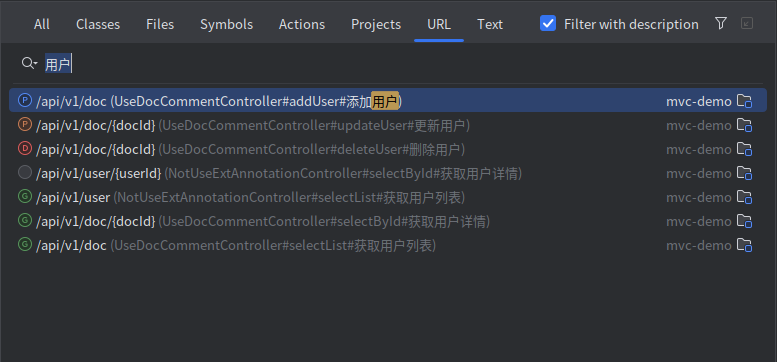 All Classes Files Symbols Actions Projects URL Text Filter with description
用户
P /api/v1/doc (UseDocCommentController#addUser#添加用户) mvc-demo
P /api/v1/doc/{docId} (UseDocCommentController#updateUser#更新用户) mvc-demo
D /api/v1/doc/{docId} (UseDocCommentController#deleteUser#删除用户) mvc-demo
/api/v1/user/{userId} (NotUseExtAnnotationController#selectById#获取用户详情) mvc-demo
G /api/v1/user (NotUseExtAnnotationController#selectList#获取用户列表) mvc-demo
G /api/v1/doc/{docId} (UseDocCommentController#selectById#获取用户详情) mvc-demo
G /api/v1/doc (UseDocCommentController#selectList#获取用户列表) mvc-demo